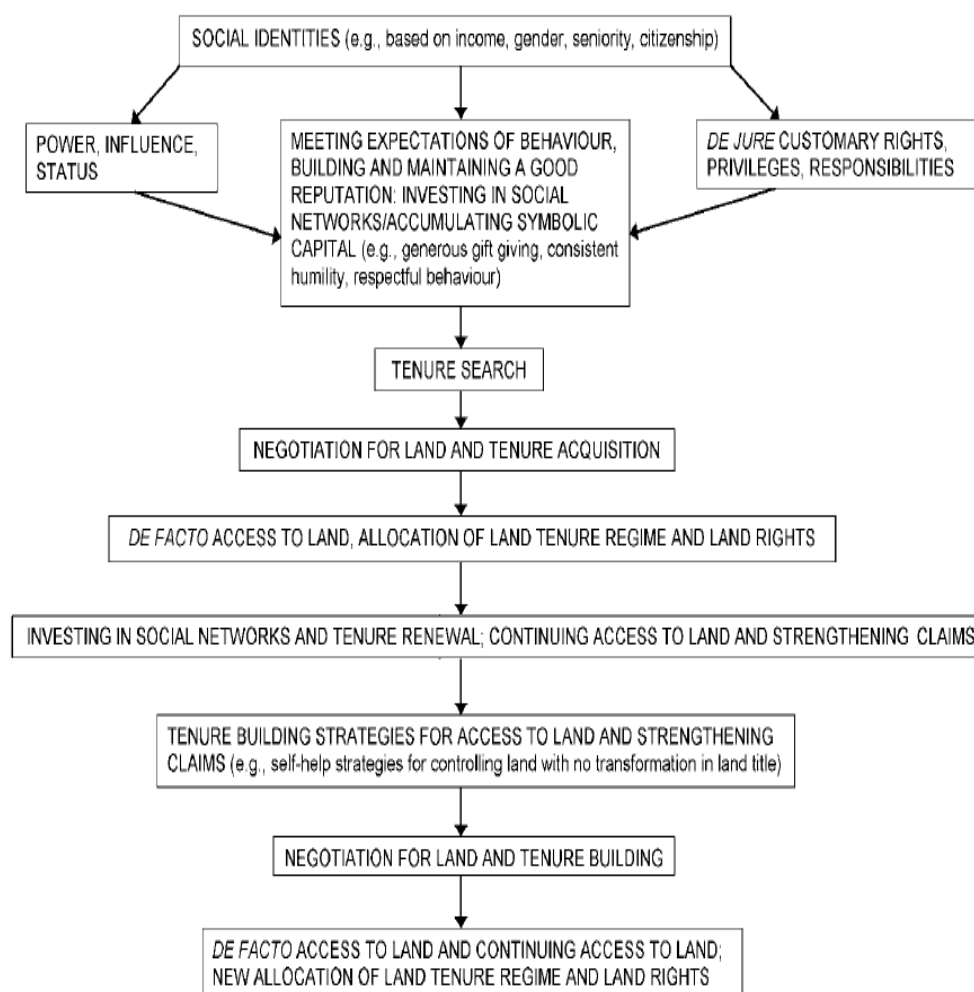 SOCIAL IDENTITIES (e.g., based on income, gender, seniority, citizenship)
POWER, INFLUENCE,
STATUS
MEETING EXPECTATIONS OF BEHAVIOUR,
BUILDING AND MAINTAINING A GOOD
REPUTATION: INVESTING IN SOCIAL
NETWORKS/ACCUMULATING SYMBOLIC
CAPITAL (e.g., generous gift giving, consistent
humility, respectful behaviour)
DE JURE CUSTOMARY RIGHTS,
PRIVILEGES, RESPONSIBILITIES
TENURE SEARCH
NEGOTIATION FOR LAND AND TENURE ACQUISITION
DE FACTO ACCESS TO LAND, ALLOCATION OF LAND TENURE REGIME AND LAND RIGHTS
INVESTING IN SOCIAL NETWORKS AND TENURE RENEWAL; CONTINUING ACCESS TO LAND AND STRENGTHENING CLAIMS
TENURE BUILDING STRATEGIES FOR ACCESS TO LAND AND STRENGTHENING
CLAIMS (e.g., self-help strategies for controlling land with no transformation in land title)
NEGOTIATION FOR LAND AND TENURE BUILDING
DE FACTO ACCESS TO LAND AND CONTINUING ACCESS TO LAND;
NEW ALLOCATION OF LAND TENURE REGIME AND LAND RIGHTS